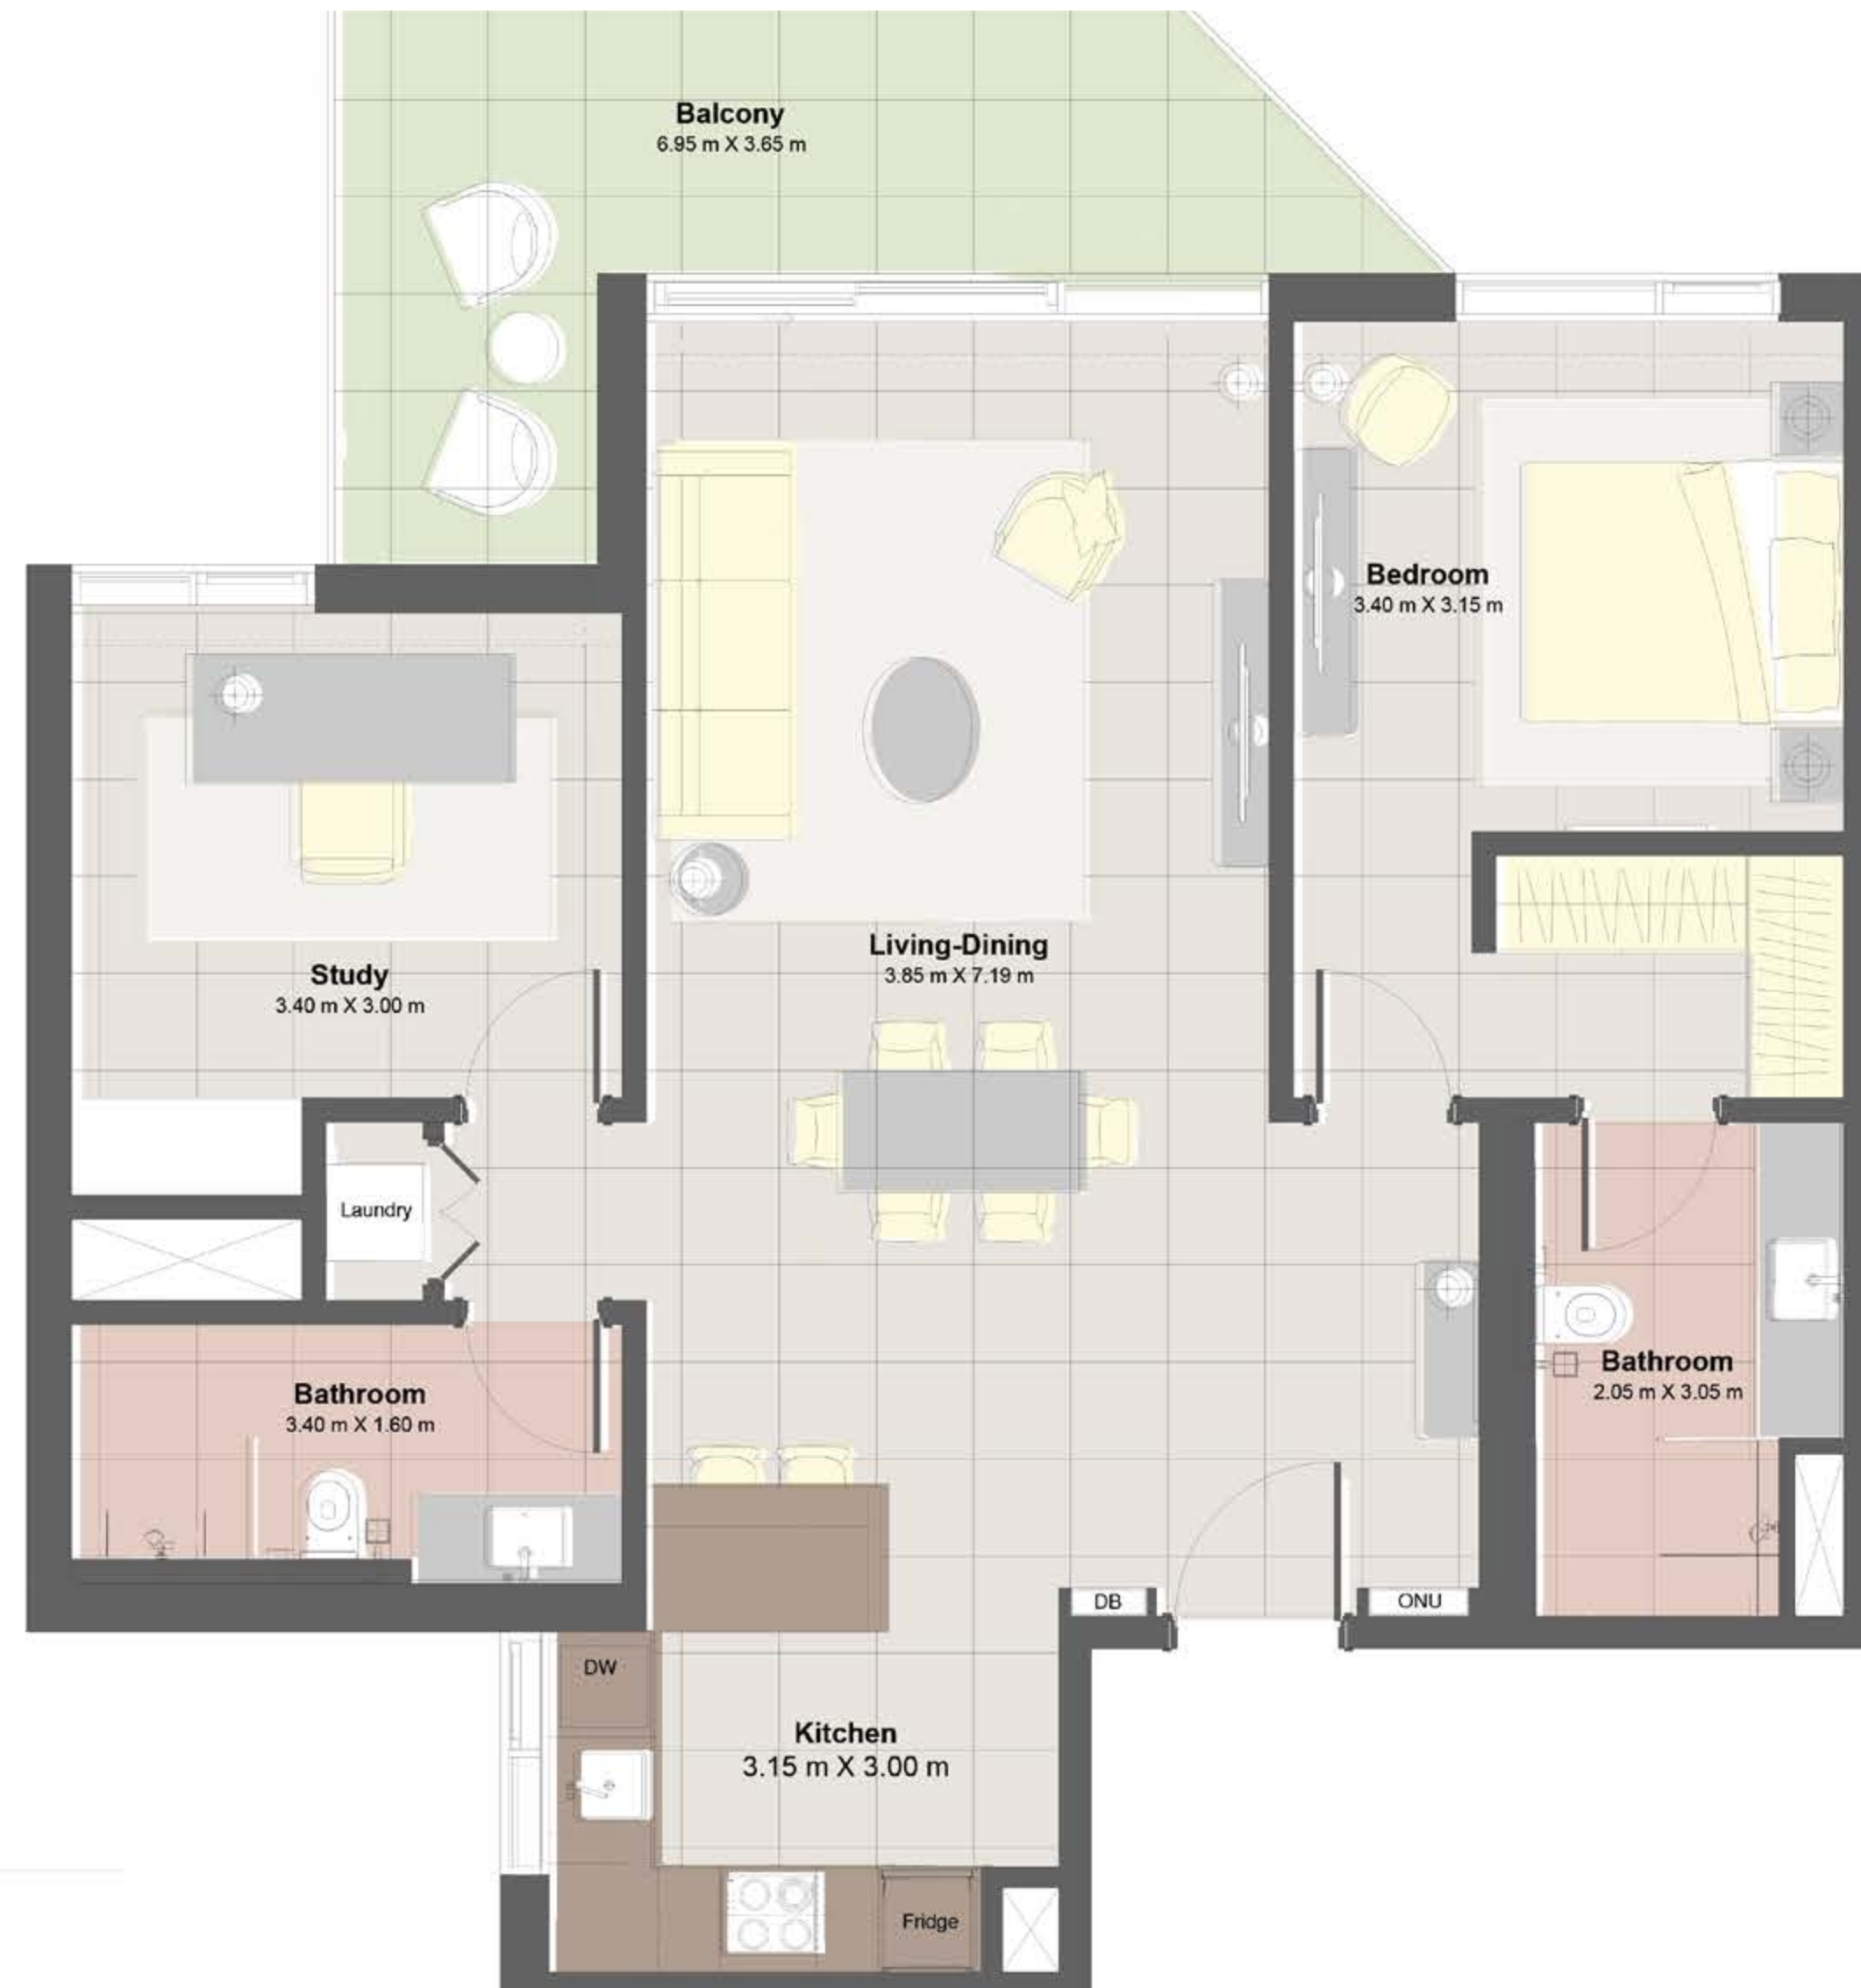 Balcony
6.95 m X 3.65 m
Bedroom
3.40 m X 3.15 m
Living-Dining
3.85 m X 7.19 m
Study
3.40 m X 3.00 m
Laundry
Bathroom
2.05 m X 3.05 m
Bathroom
3.40 m X 1.60 m
DB
ONU
DW
Kitchen
3.15 m X 3.00 m
Fridge